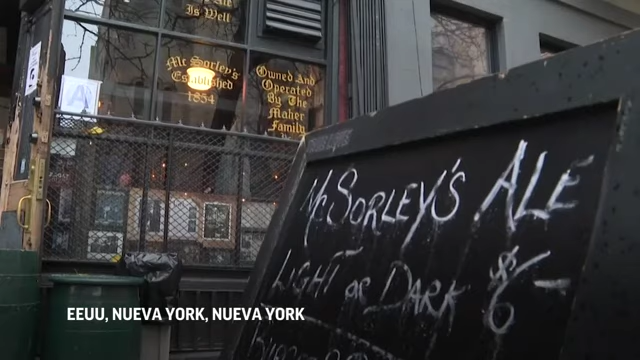 Ale
Is Well
McSorley's
Established
1854
Owned And
Operated
By The
Maher
Family
A
McSORLEY'S ALE
LIGHT OR DARK $6-
EEUU, NUEVA YORK, NUEVA YORK